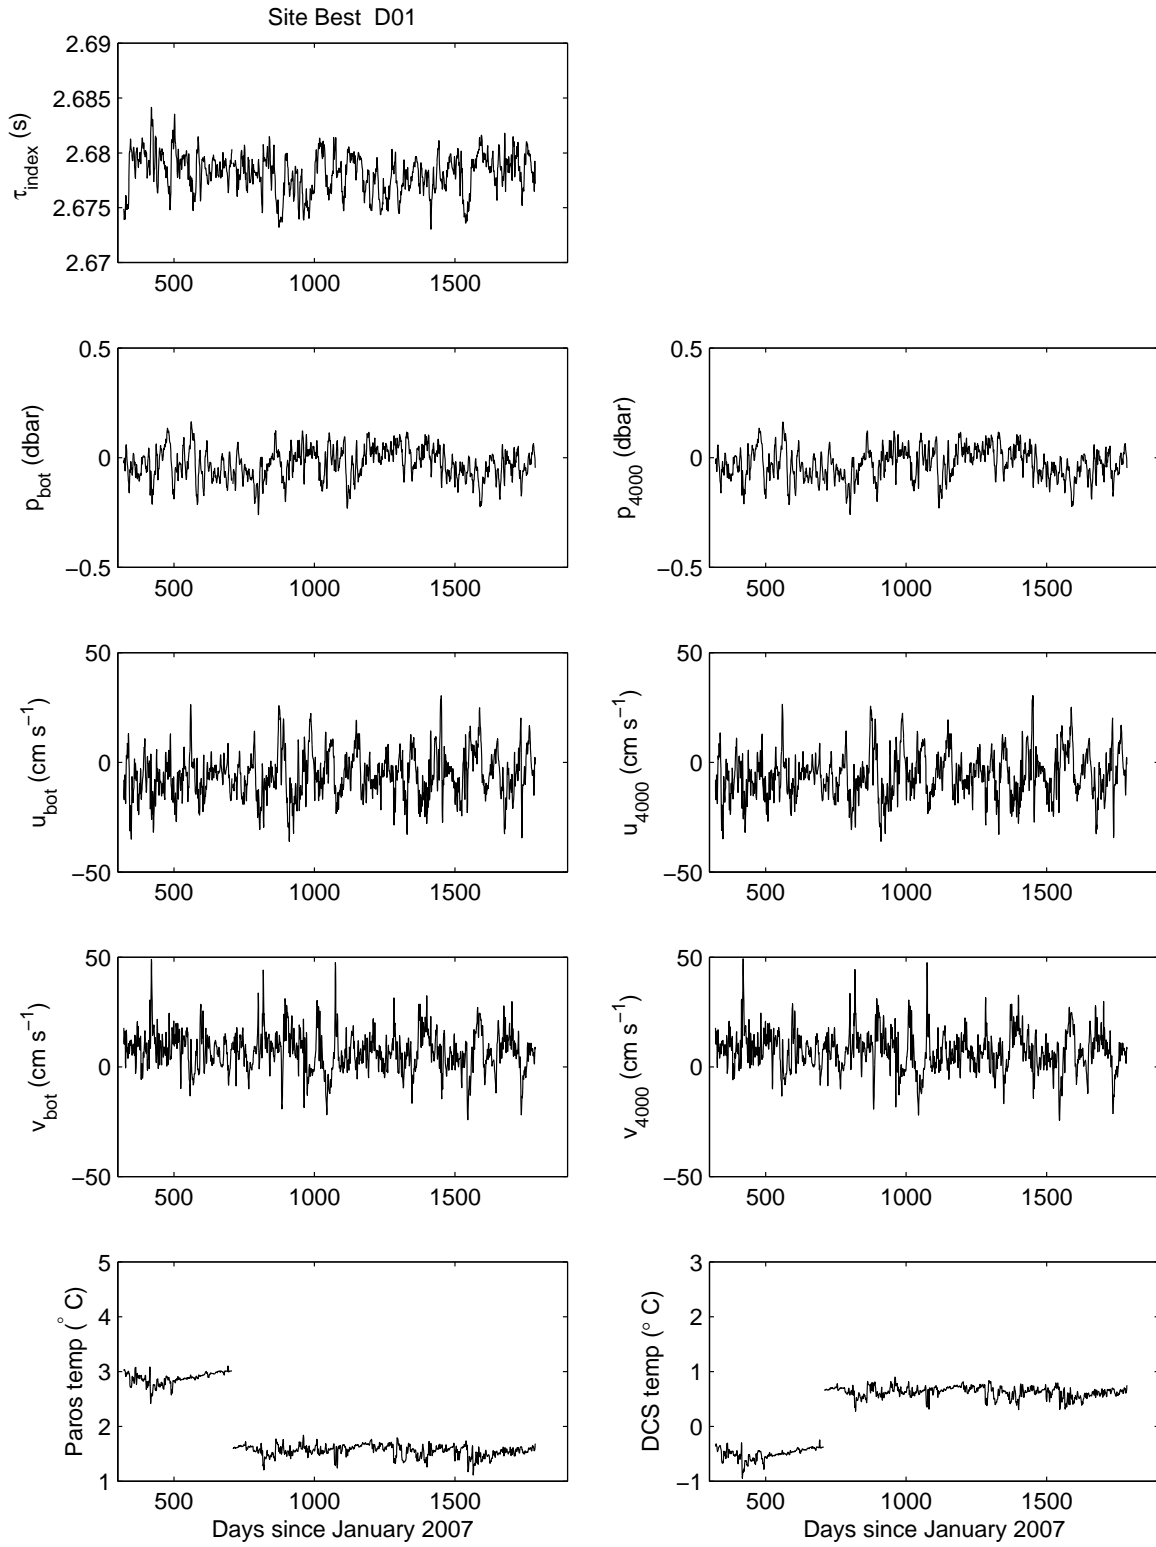 Site Best D01
2.69
2.685
2.68
2.675
2.67
τindex (s)
500 1000 1500
0.5
0
−0.5
pbot (dbar)
500 1000 1500
0.5
0
−0.5
p4000 (dbar)
500 1000 1500
50
0
−50
ubot (cm s−1)
500 1000 1500
50
0
−50
u4000 (cm s−1)
500 1000 1500
50
0
−50
vbot (cm s−1)
500 1000 1500
50
0
−50
v4000 (cm s−1)
500 1000 1500
5
4
3
2
1
Paros temp (° C)
500 1000 1500
Days since January 2007
3
2
1
0
−1
DCS temp (° C)
500 1000 1500
Days since January 2007